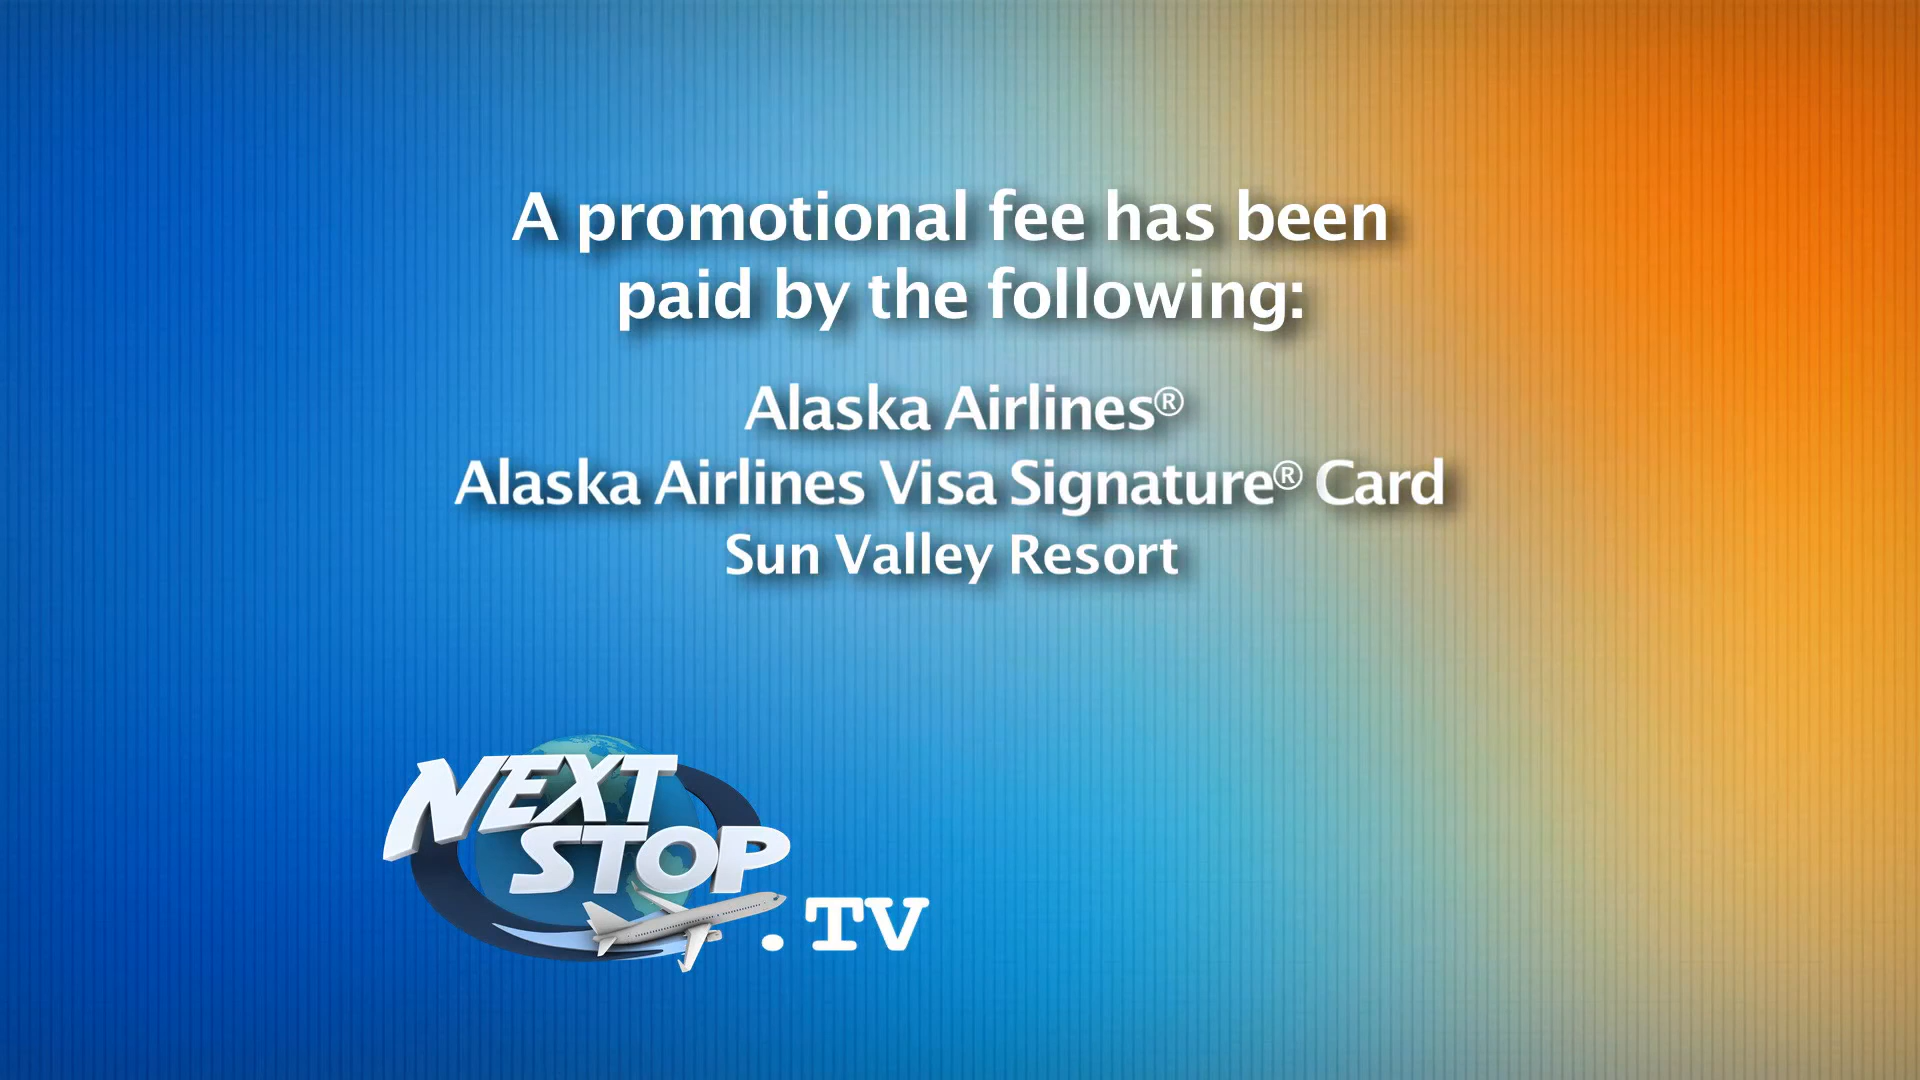 A promotional fee has been
paid by the following:
Alaska Airlines®
Alaska Airlines Visa Signature® Card
Sun Valley Resort
NEXT
STOP
.TV